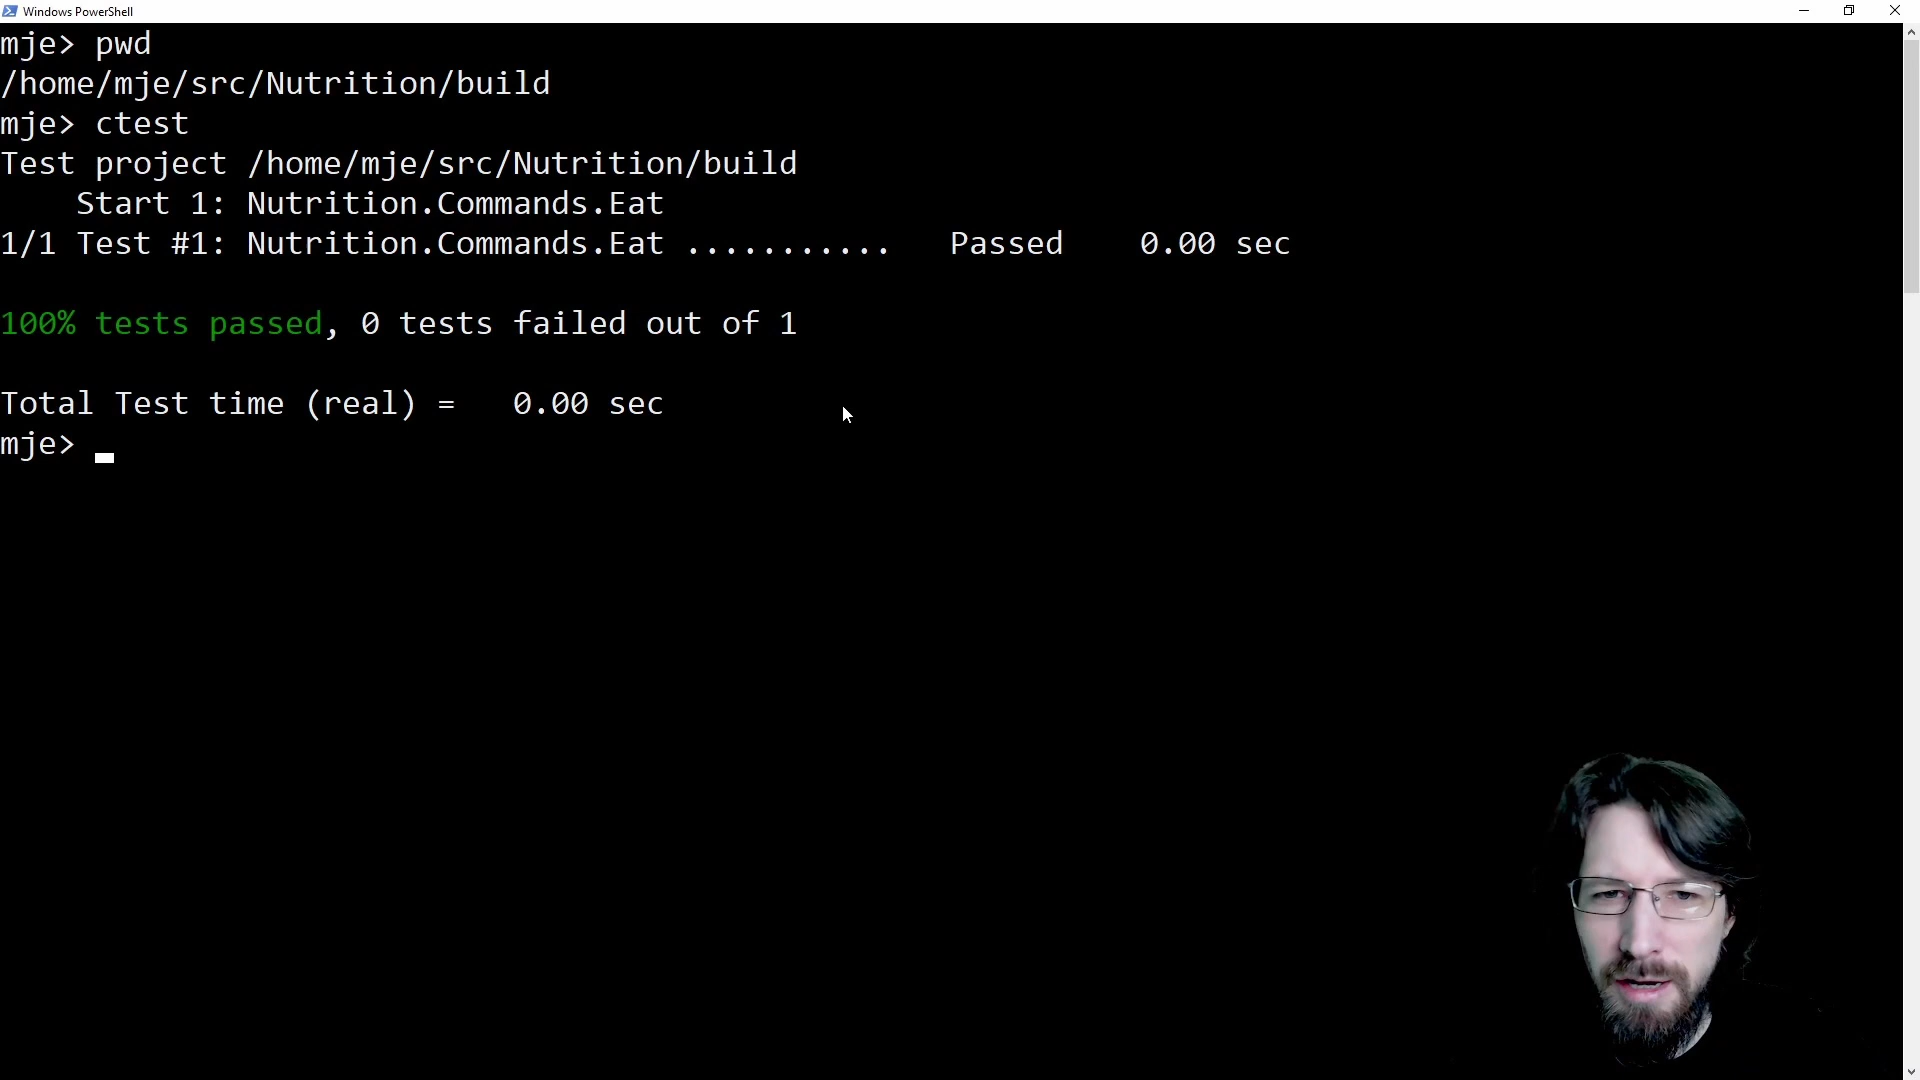 Windows PowerShell
mje> pwd
/home/mje/src/Nutrition/build
mje> ctest
Test project /home/mje/src/Nutrition/build
    Start 1: Nutrition.Commands.Eat
1/1 Test #1: Nutrition.Commands.Eat ...........   Passed    0.00 sec
100% tests passed, 0 tests failed out of 1
Total Test time (real) =   0.00 sec
mje>